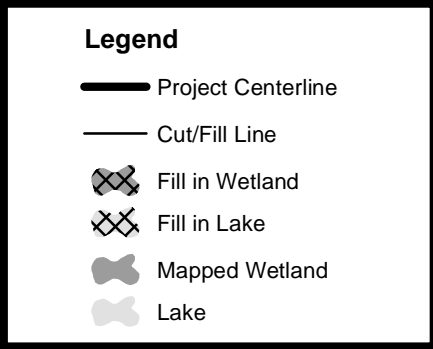 Legend
Project Centerline
Cut/Fill Line
Fill in Wetland
Fill in Lake
Mapped Wetland
Lake